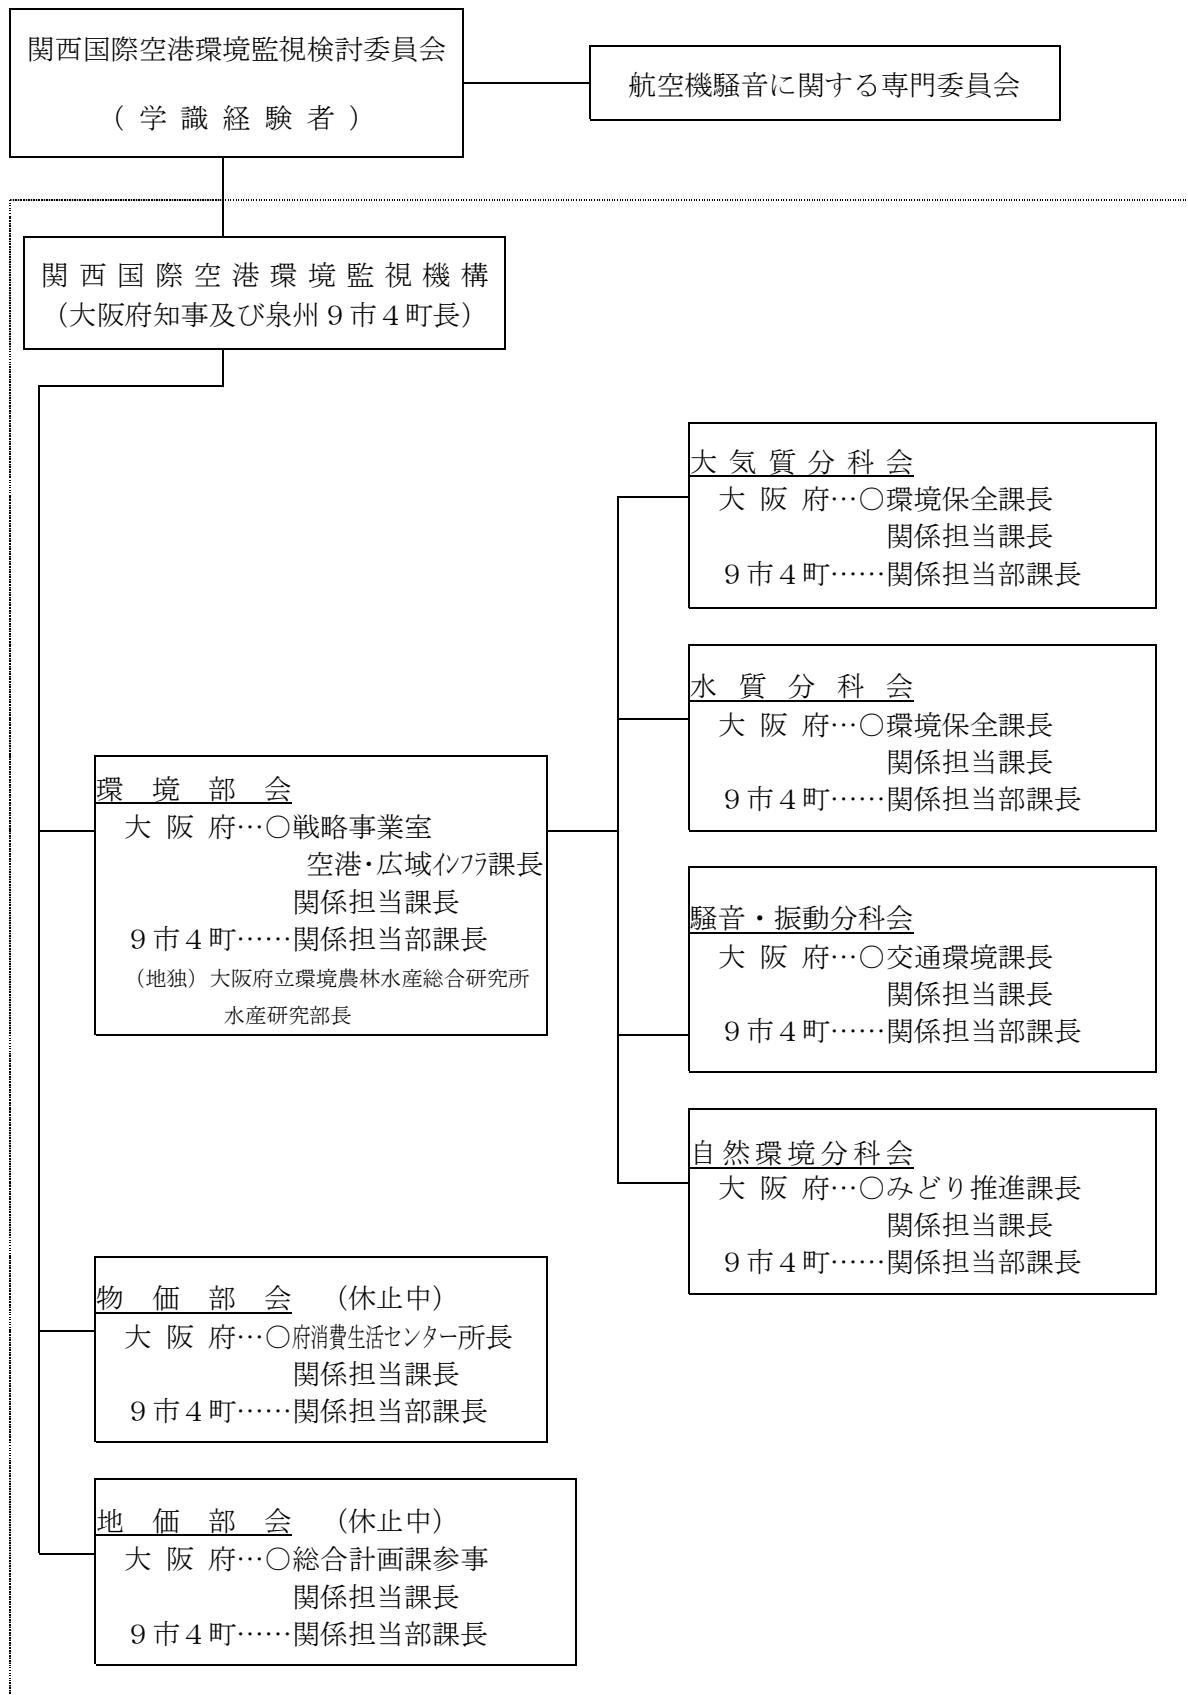 関西国際空港環境監視検討委員会
（学識経験者）
航空機騒音に関する専門委員会
関西国際空港環境監視機構
（大阪府知事及び泉州９市４町長）
大気質分科会
大阪府…○環境保全課長
関係担当課長
９市４町……関係担当部課長
水質分科会
大阪府…○環境保全課長
関係担当課長
９市４町……関係担当部課長
環境部会
大阪府…○戦略事業室
空港・広域ｲﾝﾌﾗ課長
関係担当課長
９市４町……関係担当部課長
（地独）大阪府立環境農林水産総合研究所
水産研究部長
騒音・振動分科会
大阪府…○交通環境課長
関係担当課長
９市４町……関係担当部課長
自然環境分科会
大阪府…○みどり推進課長
関係担当課長
９市４町……関係担当部課長
物価部会　（休止中）
大阪府…○府消費生活センター所長
関係担当課長
９市４町……関係担当部課長
地価部会　（休止中）
大阪府…○総合計画課参事
関係担当課長
９市４町……関係担当部課長